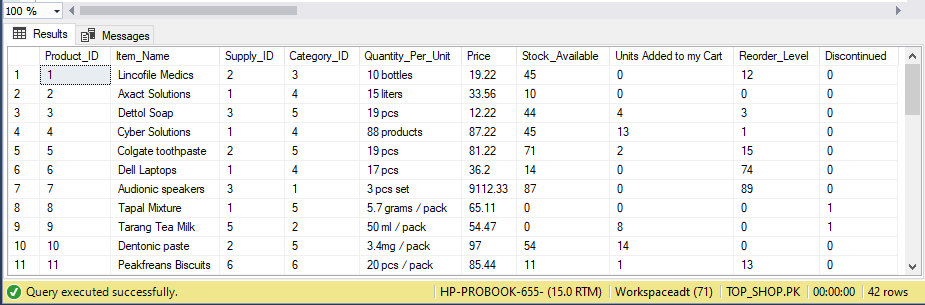 100 %
Results Messages
Product_ID Item_Name Supply_ID Category_ID Quantity_Per_Unit Price Stock_Available Units Added to my Cart Reorder_Level Discontinued
1 1 Lincofile Medics 2 3 10 bottles 19.22 45 0 12 0
2 2 Axact Solutions 1 4 15 liters 33.56 10 0 0 0
3 3 Dettol Soap 3 5 19 pcs 12.22 44 4 3 0
4 4 Cyber Solutions 1 4 88 products 87.22 45 13 1 0
5 5 Colgate toothpaste 2 5 19 pcs 81.22 71 2 15 0
6 6 Dell Laptops 1 4 17 pcs 36.2 14 0 74 0
7 7 Audionic speakers 3 1 3 pcs set 9112.33 87 0 89 0
8 8 Tapal Mixture 1 5 5.7 grams / pack 65.11 0 0 0 1
9 9 Tarang Tea Milk 5 2 50 ml / pack 54.47 0 8 0 1
10 10 Dentonic paste 2 5 3.4mg / pack 97 54 14 0 0
11 11 Peakfreans Biscuits 6 6 20 pcs / pack 85.44 11 1 13 0
Query executed successfully. HP-PROBOOK-655- (15.0 RTM) Workspaceadt (71) TOP_SHOP.PK 00:00:00 42 rows